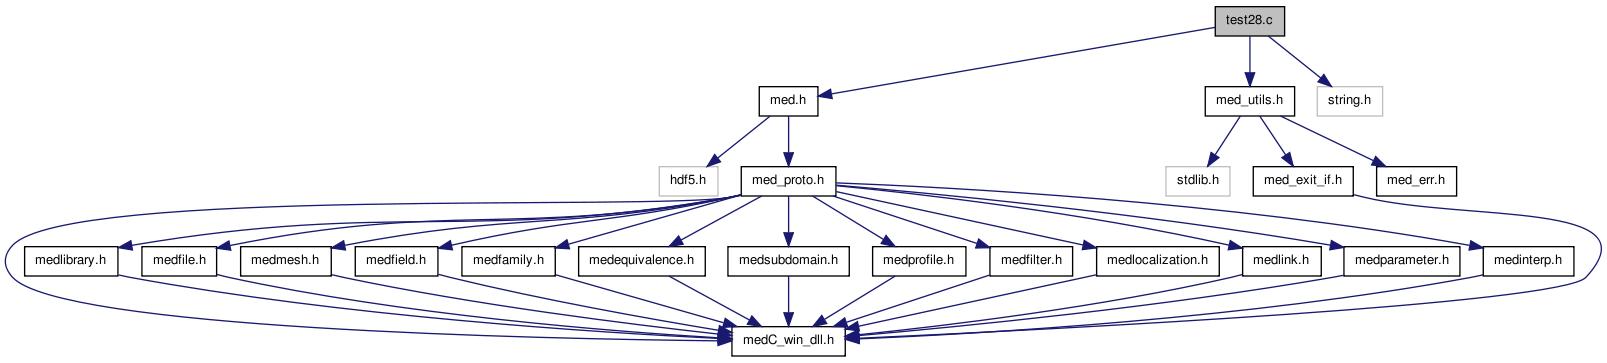 test28.c
med.h
med_utils.h
string.h
hdf5.h
med_proto.h
stdlib.h
med_exit_if.h
med_err.h
medlibrary.h
medfile.h
medmesh.h
medfield.h
medfamily.h
medequivalence.h
medsubdomain.h
medprofile.h
medfilter.h
medlocalization.h
medlink.h
medparameter.h
medinterp.h
medC_win_dll.h